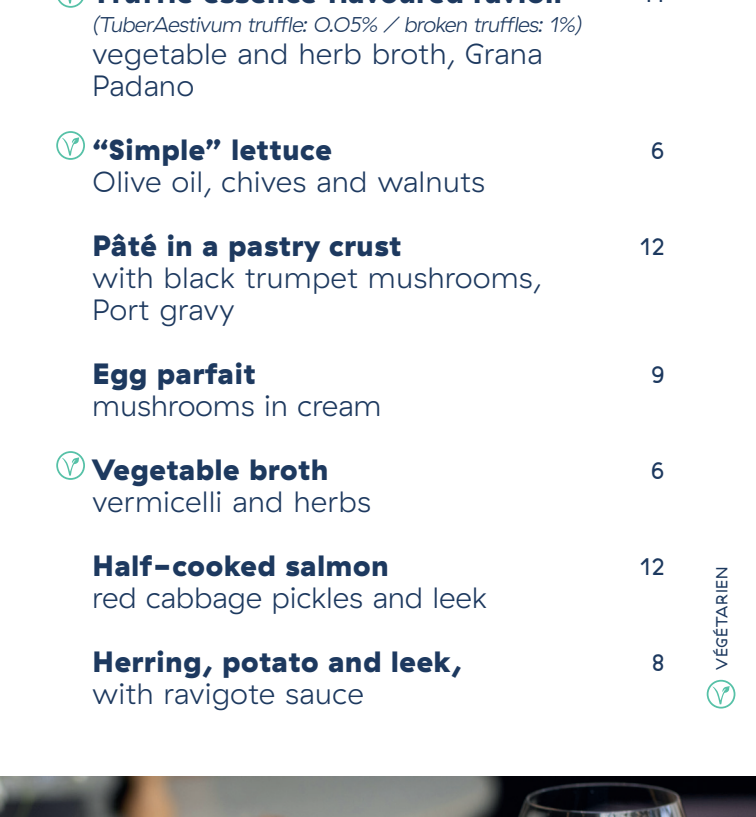 (TuberAestivum truffle: 0.05% / broken truffles: 1%)
vegetable and herb broth, Grana
Padano
“Simple” lettuce 6
Olive oil, chives and walnuts
Pâté in a pastry crust 12
with black trumpet mushrooms,
Port gravy
Egg parfait 9
mushrooms in cream
Vegetable broth 6
vermicelli and herbs
Half-cooked salmon 12
red cabbage pickles and leek
Herring, potato and leek, 8
with ravigote sauce
VÉGÉTARIEN